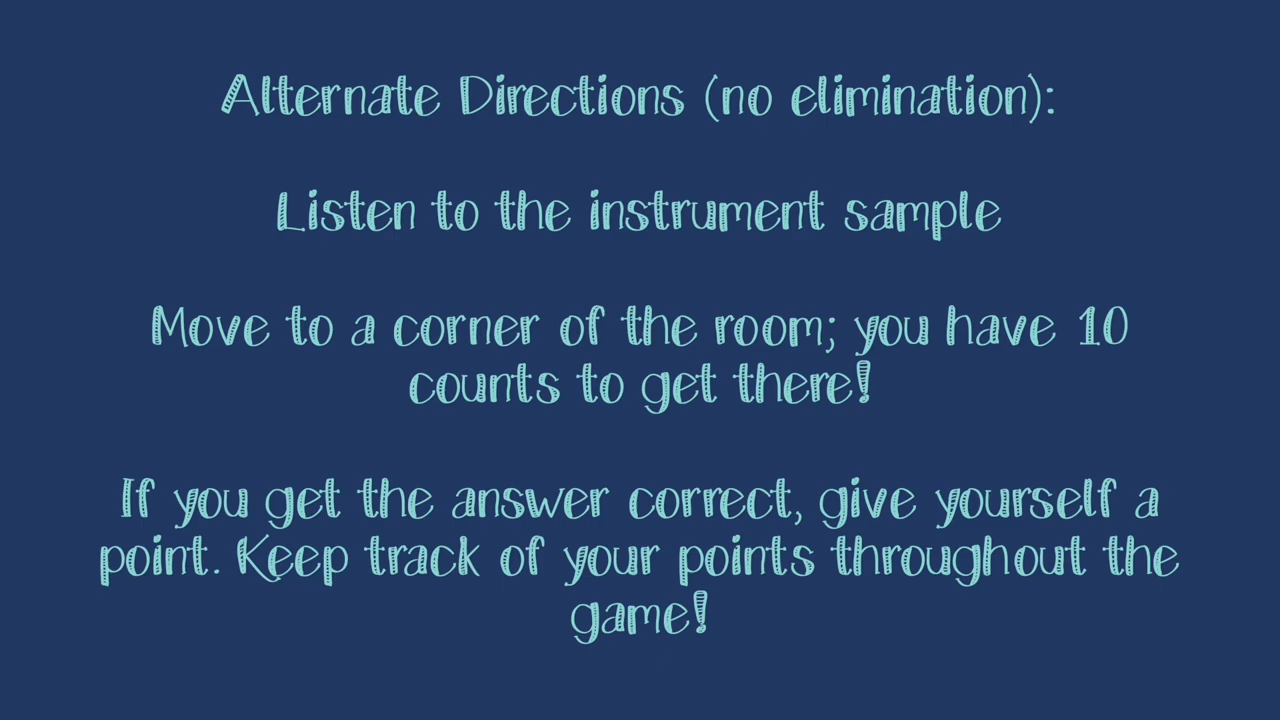 Alternate Directions (no elimination):
Listen to the instrument sample
Move to a corner of the room; you have 10
counts to get there!
If you get the answer correct, give yourself a
point. Keep track of your points throughout the
game!